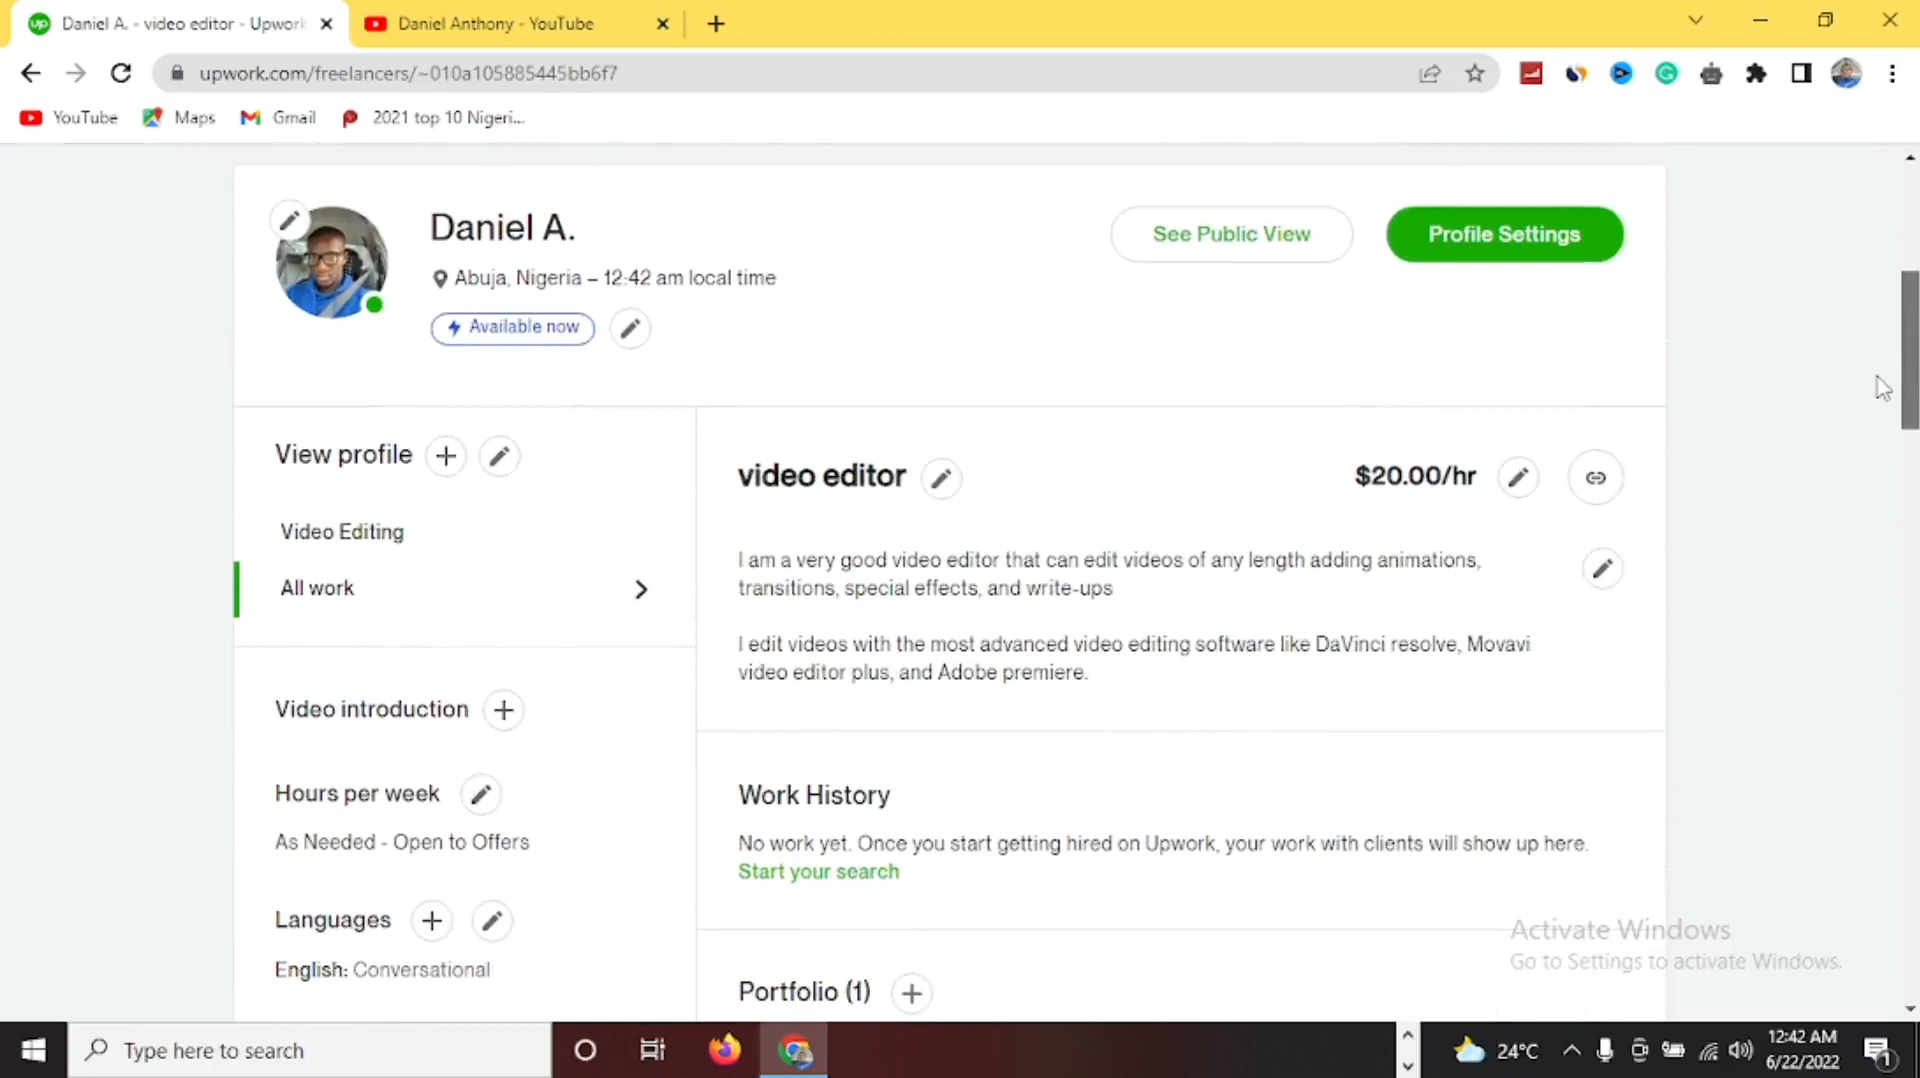 Daniel A. - video editor - Upwork
Daniel Anthony - YouTube
upwork.com/freelancers/~010a105885445bb6f7
YouTube
Maps
Gmail
2021 top 10 Nigeri...
Daniel A.
Abuja, Nigeria – 12:42 am local time
Available now
See Public View
Profile Settings
View profile
Video Editing
All work
Video introduction
Hours per week
As Needed - Open to Offers
Languages
English: Conversational
video editor
$20.00/hr
I am a very good video editor that can edit videos of any length adding animations,
transitions, special effects, and write-ups
I edit videos with the most advanced video editing software like DaVinci resolve, Movavi
video editor plus, and Adobe premiere.
Work History
No work yet. Once you start getting hired on Upwork, your work with clients will show up here.
Start your search
Portfolio (1)
Activate Windows
Go to Settings to activate Windows.
Type here to search
24°C
12:42 AM
6/22/2022
1